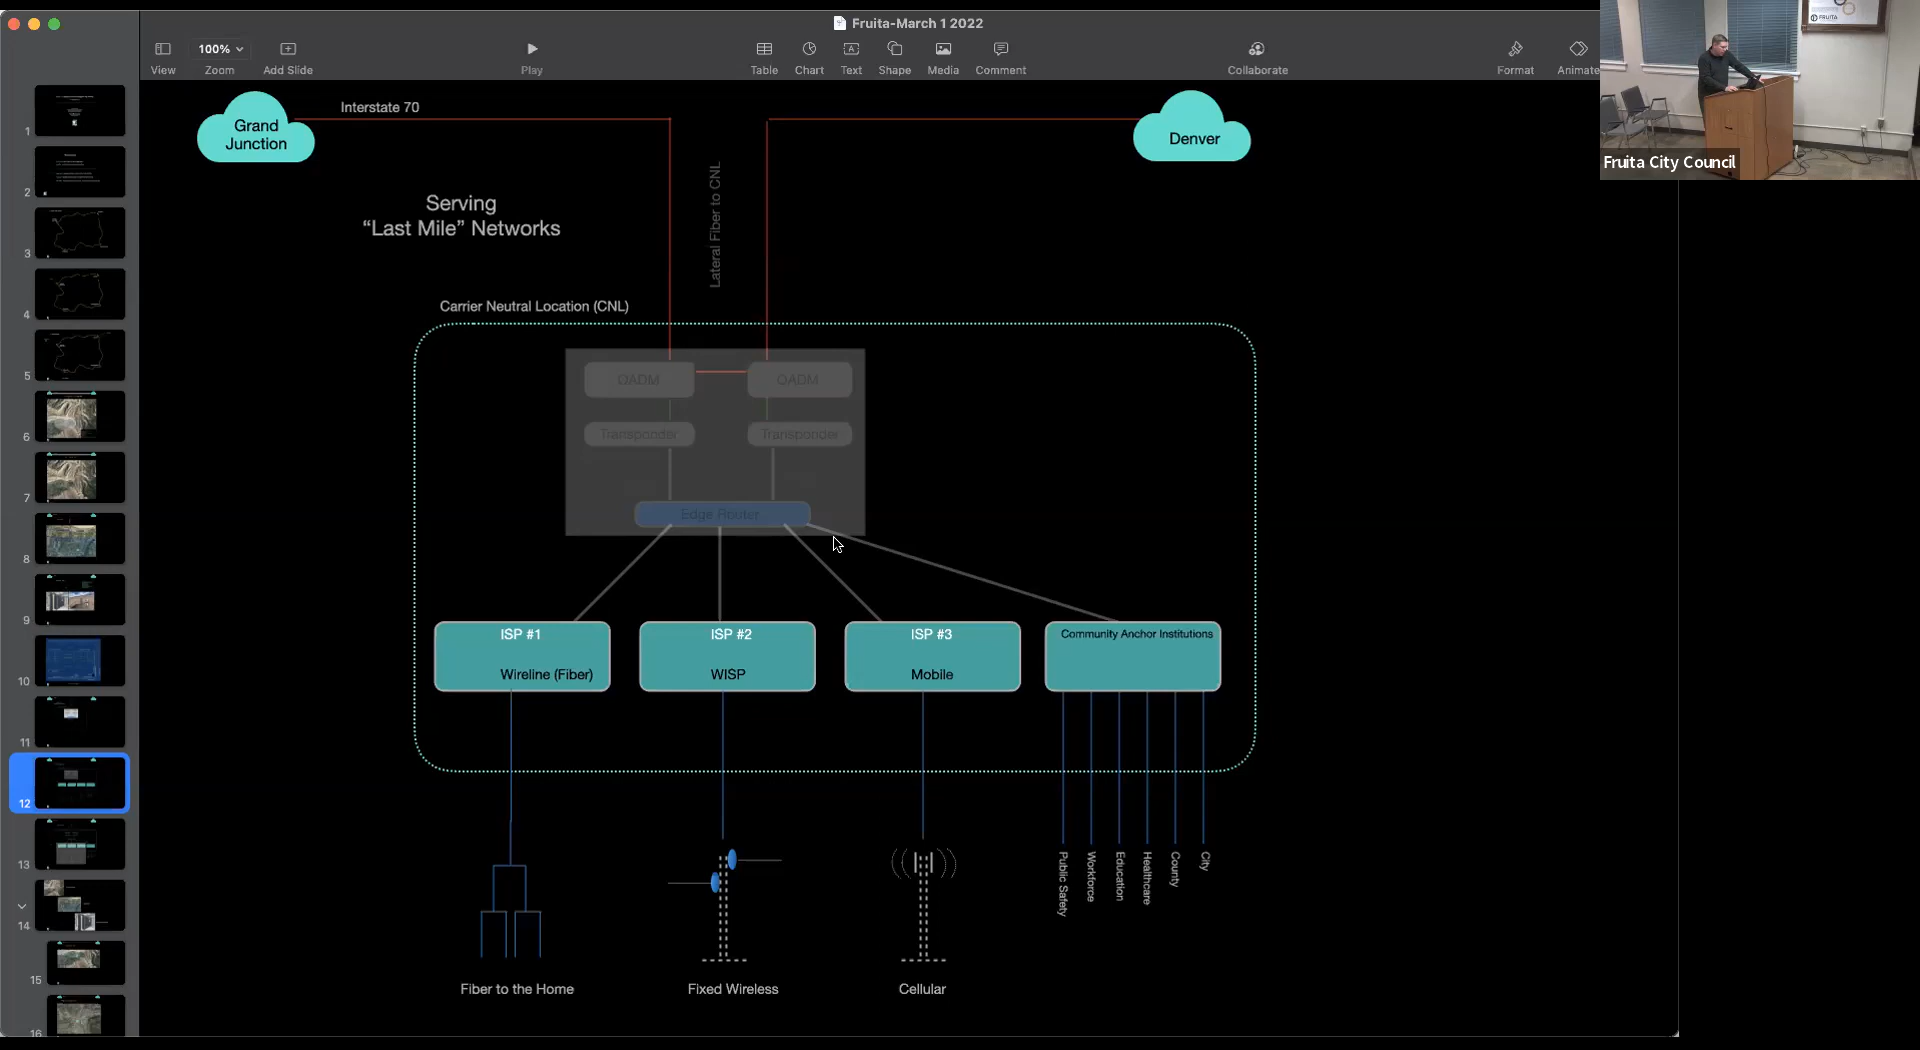 Fruita-March 1 2022
100%
View
Zoom
Add Slide
Play
Table
Chart
Text
Shape
Media
Comment
Collaborate
Format
Animate
FRUITA
Fruita City Council
1
2
3
4
5
6
7
8
9
10
11
12
13
14
15
16
Grand
Junction
Interstate 70
Denver
Serving
“Last Mile” Networks
Lateral Fiber to CNL
Carrier Neutral Location (CNL)
OADM
OADM
Transponder
Transponder
Edge Router
ISP #1
Wireline (Fiber)
ISP #2
WISP
ISP #3
Mobile
Community Anchor Institutions
Public Safety
Workforce
Education
Healthcare
County
City
Fiber to the Home
Fixed Wireless
Cellular